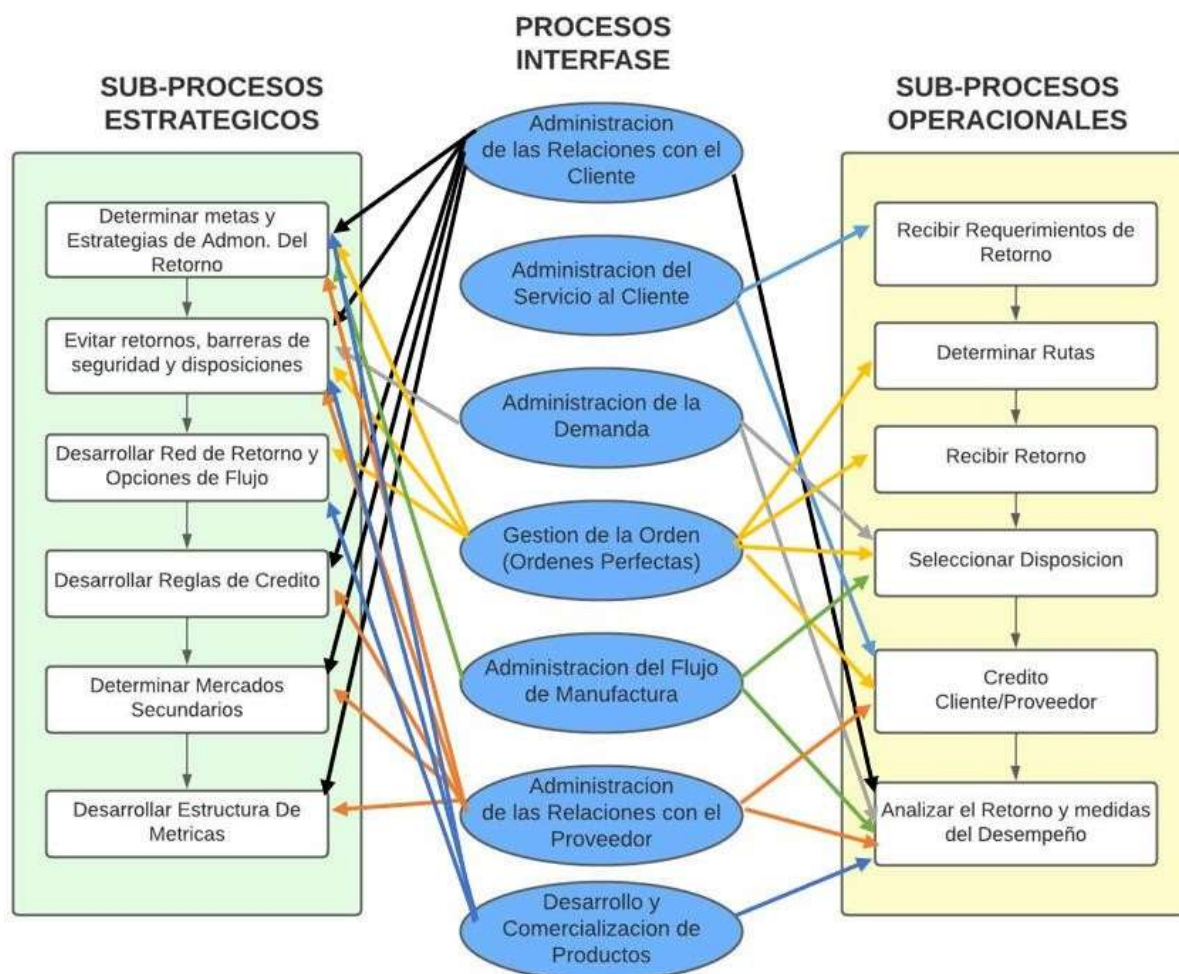 PROCESOS
INTERFASE
SUB-PROCESOS
ESTRATEGICOS
Determinar metas y
Estrategias de Admon. Del
Retorno
Evitar retornos, barreras de
seguridad y disposiciones
Desarrollar Red de Retorno y
Opciones de Flujo
Desarrollar Reglas de Credito
Determinar Mercados
Secundarios
Desarrollar Estructura De
Metricas
Administracion
de las Relaciones con el
Cliente
Administracion del
Servicio al Cliente
Administracion de la
Demanda
Gestion de la Orden
(Ordenes Perfectas)
Administracion del Flujo
de Manufactura
Administracion
de las Relaciones con el
Proveedor
Desarrollo y
Comercializacion de
Productos
SUB-PROCESOS
OPERACIONALES
Recibir Requerimientos de
Retorno
Determinar Rutas
Recibir Retorno
Seleccionar Disposicion
Credito
Cliente/Proveedor
Analizar el Retorno y medidas
del Desempeño